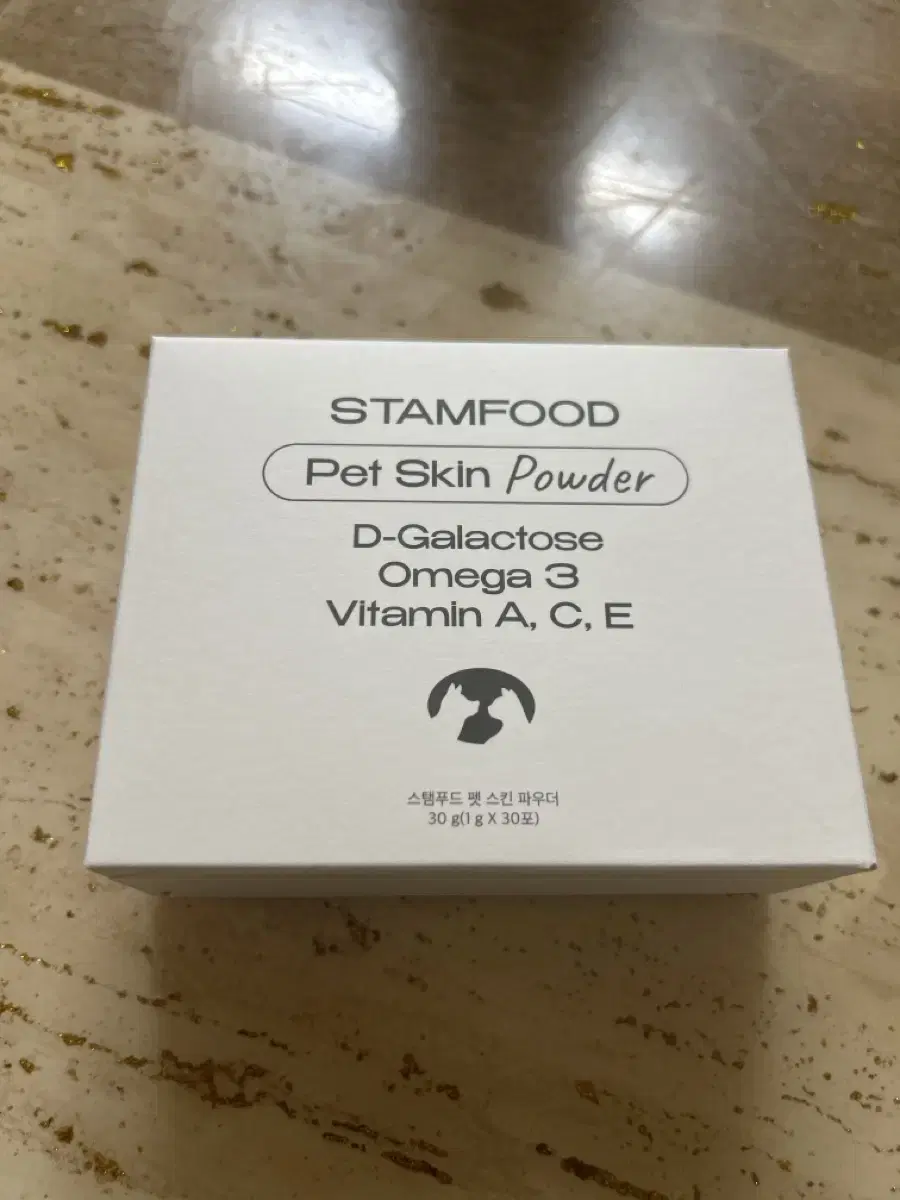 STAMFOOD
Pet Skin Powder
D-Galactose
Omega 3
Vitamin A, C, E
스탬푸드 펫 스킨 파우더
30 g(1 g X 30포)